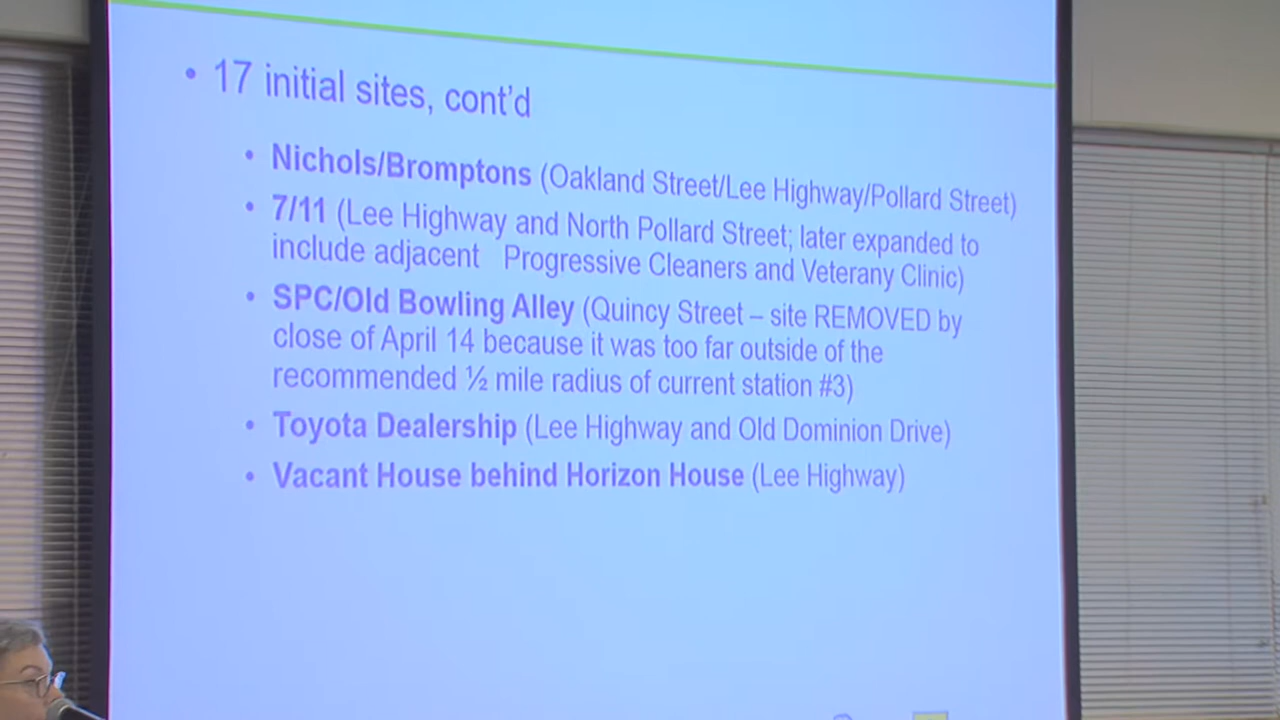 • 17 initial sites, cont'd
• Nichols/Bromptons (Oakland Street/Lee Highway/Pollard Street)
• 7/11 (Lee Highway and North Pollard Street; later expanded to
include adjacent Progressive Cleaners and Veterany Clinic)
• SPC/Old Bowling Alley (Quincy Street – site REMOVED by
close of April 14 because it was too far outside of the
recommended ½ mile radius of current station #3)
• Toyota Dealership (Lee Highway and Old Dominion Drive)
• Vacant House behind Horizon House (Lee Highway)